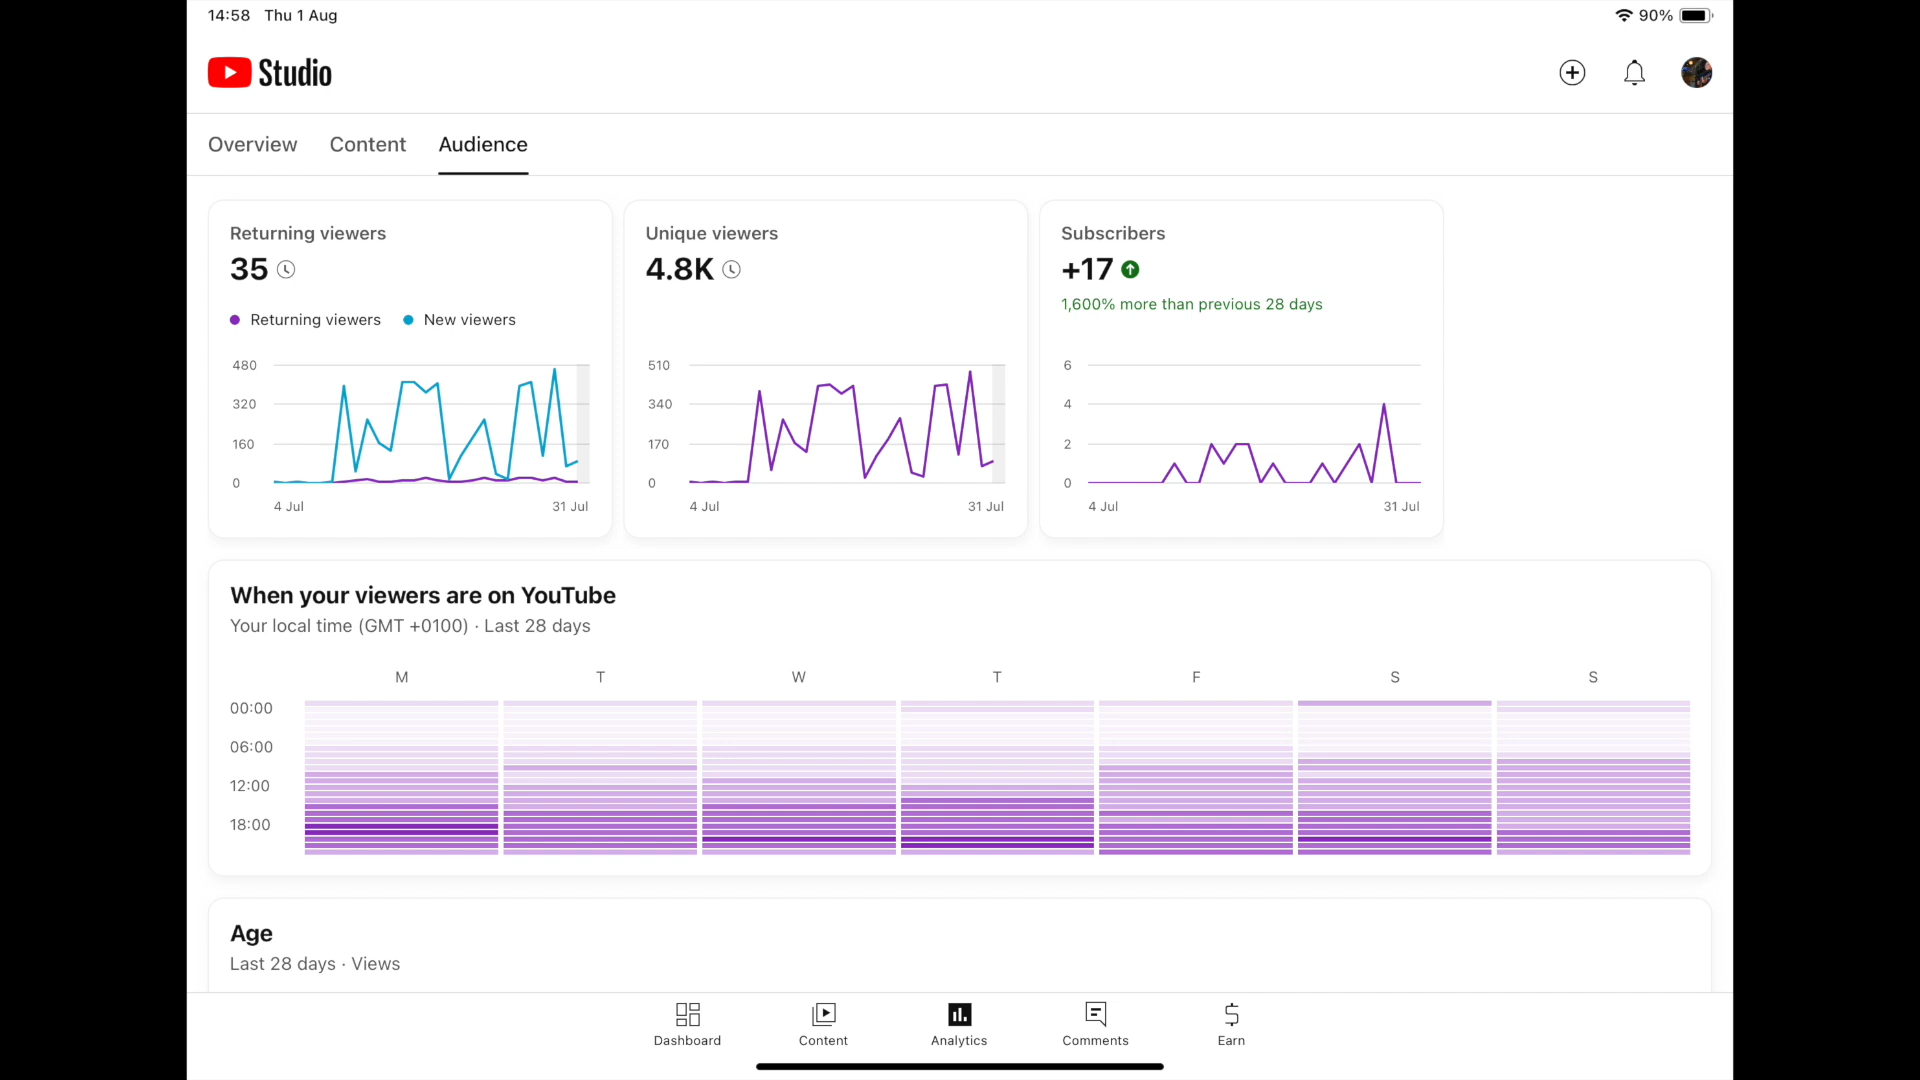 14:58 Thu 1 Aug 90%
Studio
Overview Content Audience
Returning viewers
35
Returning viewers New viewers
480
320
160
0
4 Jul 31 Jul
Unique viewers
4.8K
510
340
170
0
4 Jul 31 Jul
Subscribers
+17
1,600% more than previous 28 days
6
4
2
0
4 Jul 31 Jul
When your viewers are on YouTube
Your local time (GMT +0100) · Last 28 days
M T W T F S S
00:00
06:00
12:00
18:00
Age
Last 28 days · Views
Dashboard Content Analytics Comments Earn